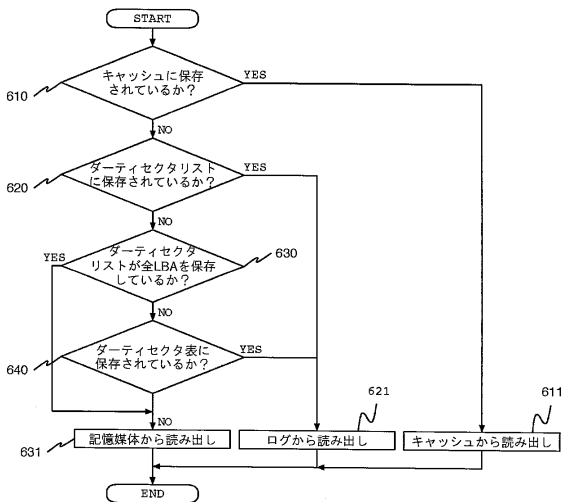 START
キャッシュに保存
されているか？
YES
610
NO
ダーティセクタリスト
に保存されているか？
YES
620
NO
ダーティセクタ
リストが全LBAを保存
しているか？
YES
630
NO
ダーティセクタ表に
保存されているか？
YES
640
NO
621
611
記憶媒体から読み出し
ログから読み出し
キャッシュから読み出し
631
END